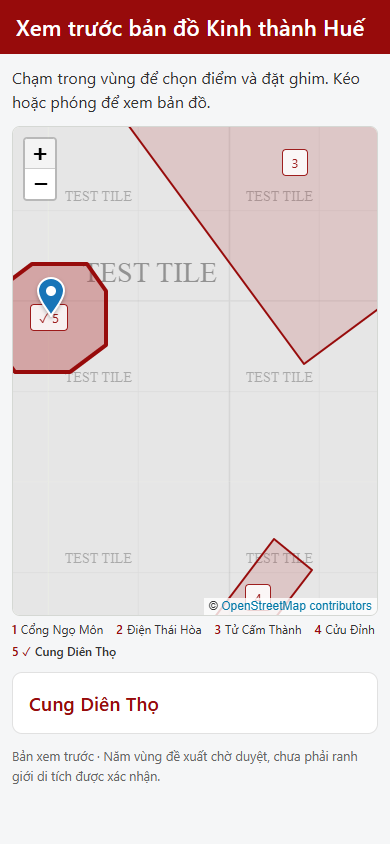 Xem trước bản đồ Kinh thành Huế
Chạm trong vùng để chọn điểm và đặt ghim. Kéo
hoặc phóng để xem bản đồ.
+
−
3
TEST TILE
TEST TILE
TEST TILE
✓ 5
TEST TILE
TEST TILE
TEST TILE
TEST TILE
4
© OpenStreetMap contributors
1 Cổng Ngọ Môn 2 Điện Thái Hòa 3 Tử Cấm Thành 4 Cửu Đỉnh
5 ✓ Cung Diên Thọ
Cung Diên Thọ
Bản xem trước · Năm vùng đề xuất chờ duyệt, chưa phải ranh
giới di tích được xác nhận.